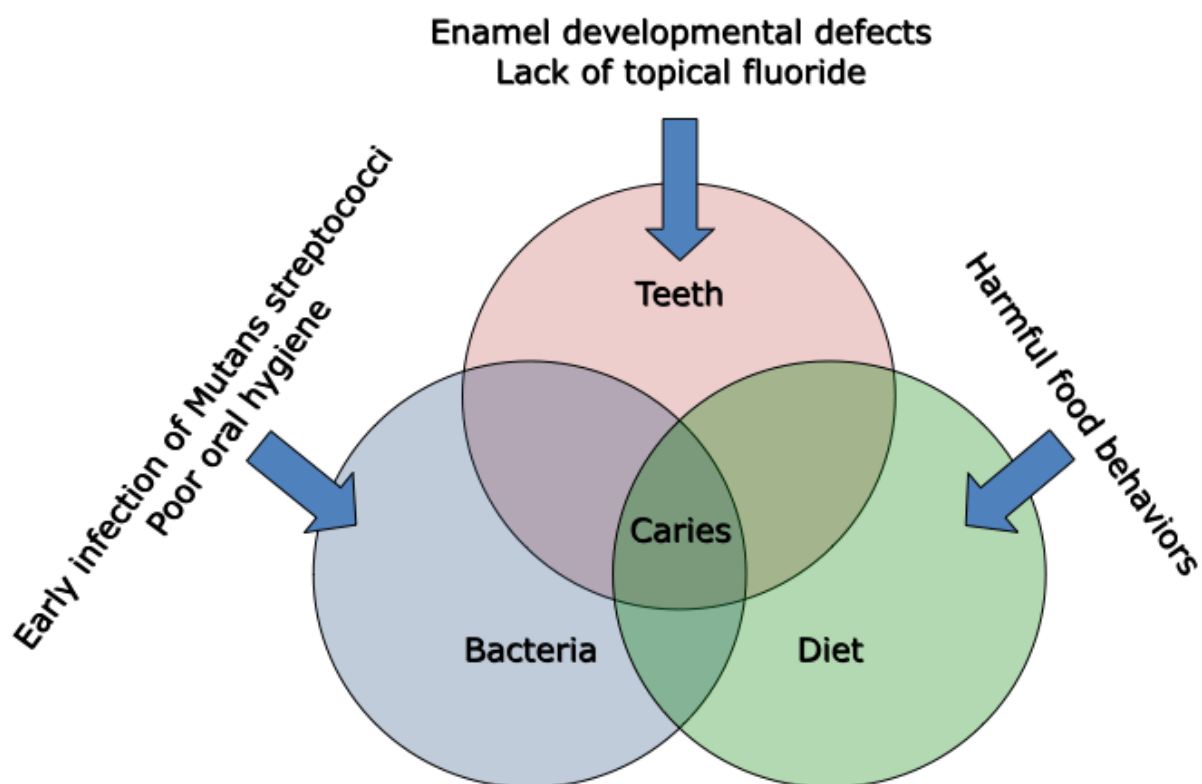 Enamel developmental defects
Lack of topical fluoride
Early infection of Mutans streptococci
Poor oral hygiene
Harmful food behaviors
Teeth
Caries
Bacteria
Diet